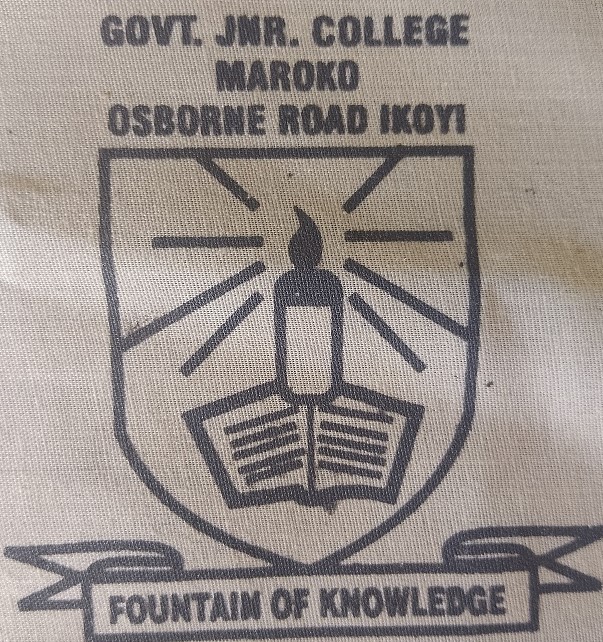 GOVT. JNR. COLLEGE
MAROKO
OSBORNE ROAD IKOYI
FOUNTAIN OF KNOWLEDGE